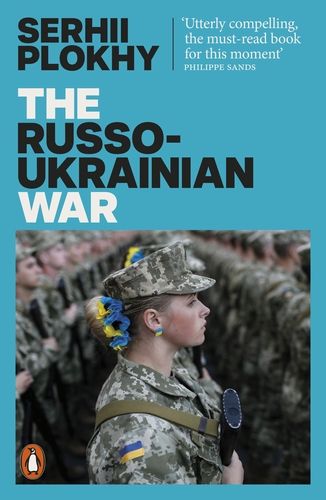 SERHII
PLOKHY
'Utterly compelling,
the must-read book
for this moment'
PHILIPPE SANDS
THE
RUSSO-
UKRAINIAN
WAR